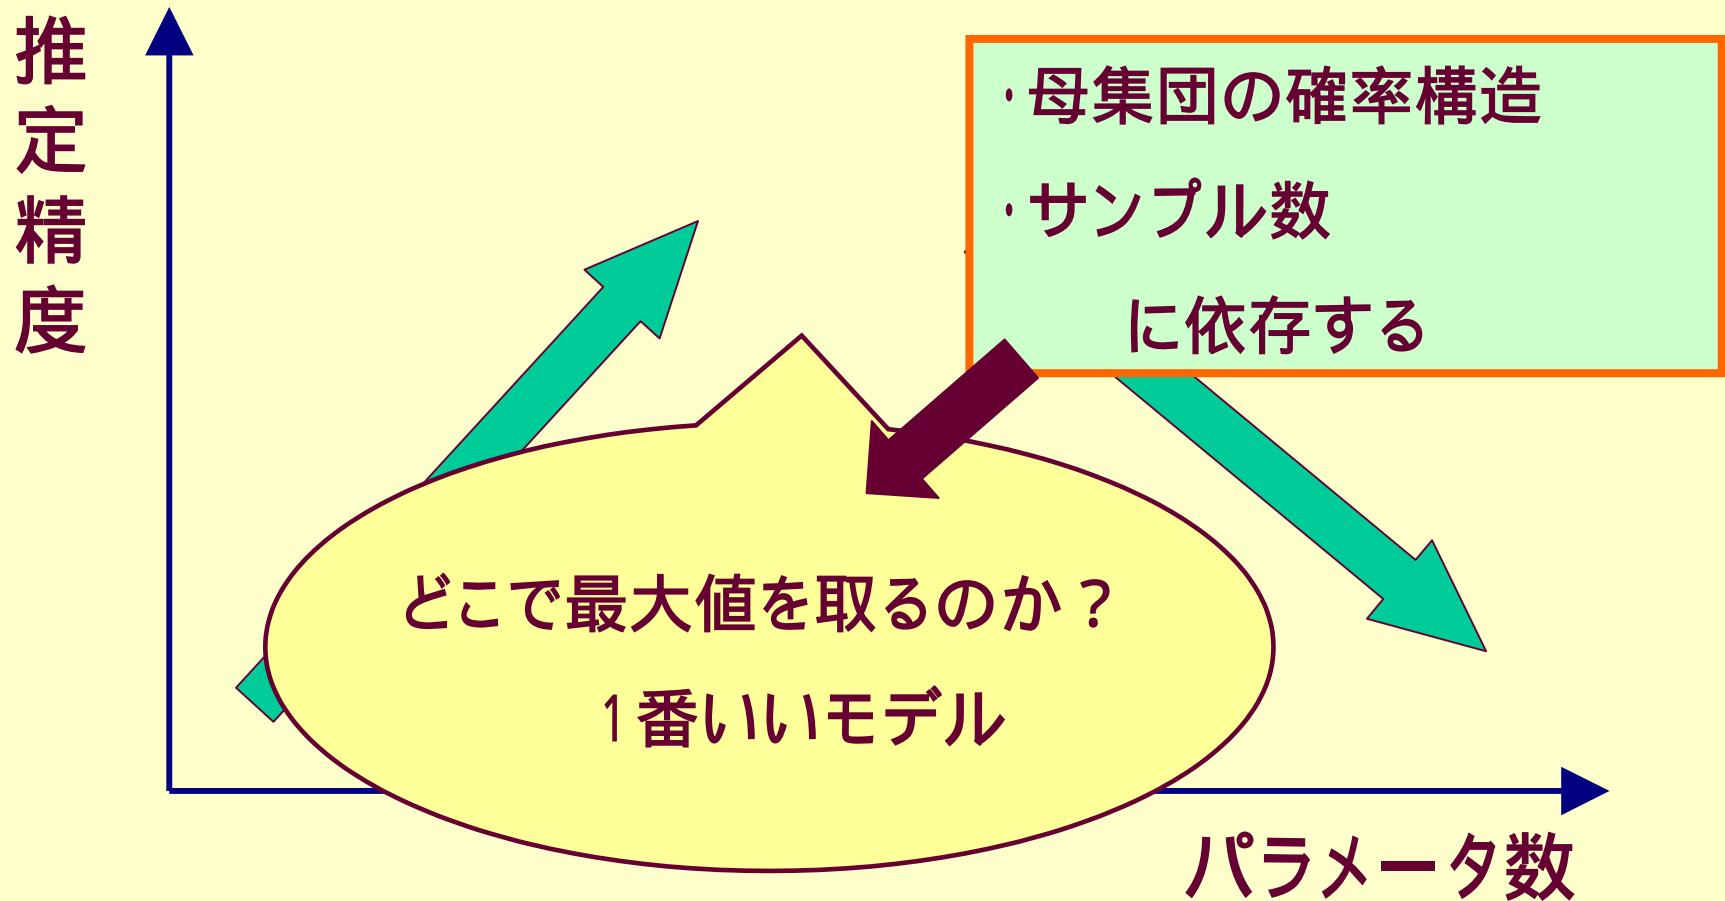 推定精度
・母集団の確率構造
・サンプル数
に依存する
どこで最大値を取るのか？
1番いいモデル
パラメータ数